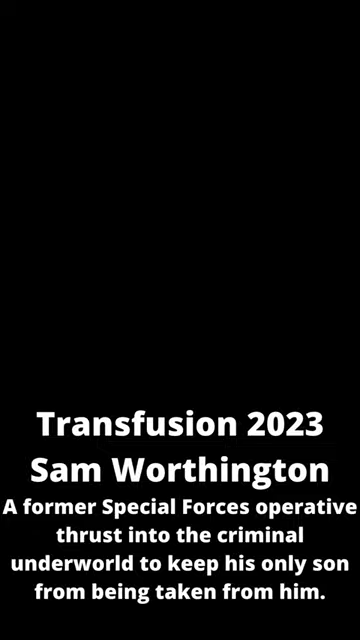 Transfusion 2023
Sam Worthington
A former Special Forces operative
thrust into the criminal
underworld to keep his only son
from being taken from him.